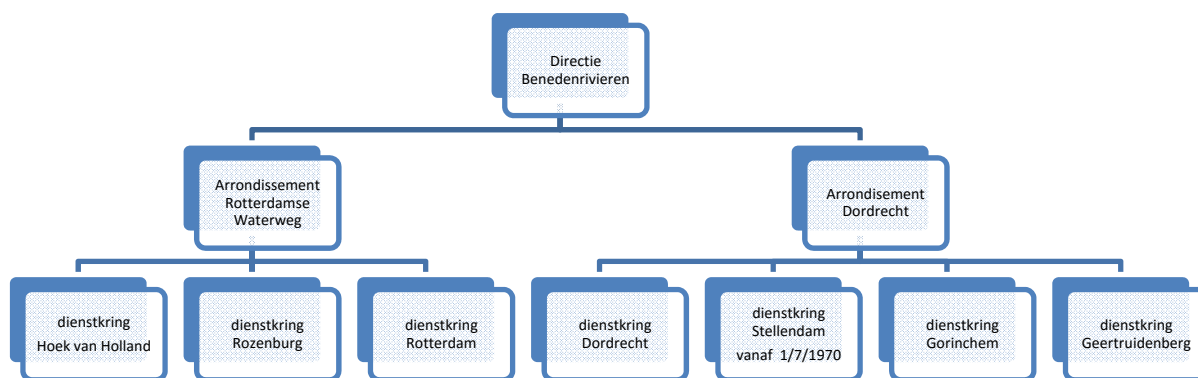 Directie
Benedenrivieren
Arrondissement
Rotterdamse
Waterweg
Arrondisement
Dordrecht
dienstkring
Hoek van Holland
dienstkring
Rozenburg
dienstkring
Rotterdam
dienstkring
Dordrecht
dienstkring
Stellendam
vanaf 1/7/1970
dienstkring
Gorinchem
dienstkring
Geertruidenberg